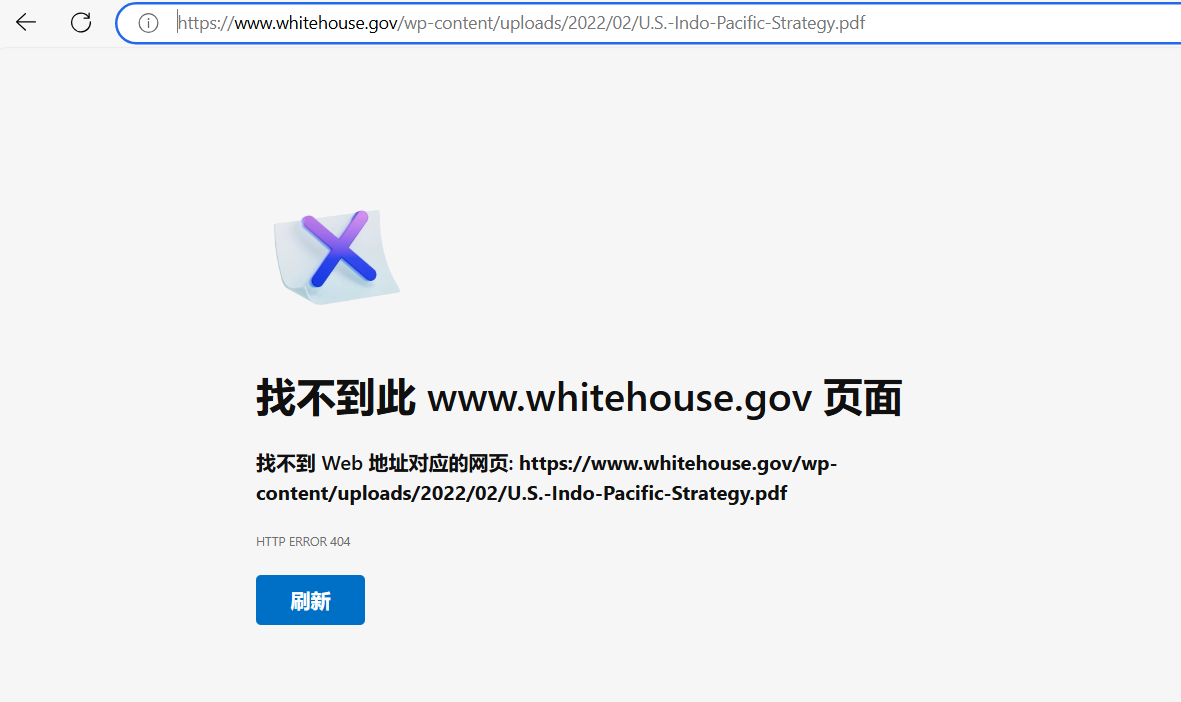 https://www.whitehouse.gov/wp-content/uploads/2022/02/U.S.-Indo-Pacific-Strategy.pdf
找不到此 www.whitehouse.gov 页面
找不到 Web 地址对应的网页: https://www.whitehouse.gov/wp-
content/uploads/2022/02/U.S.-Indo-Pacific-Strategy.pdf
HTTP ERROR 404
刷新